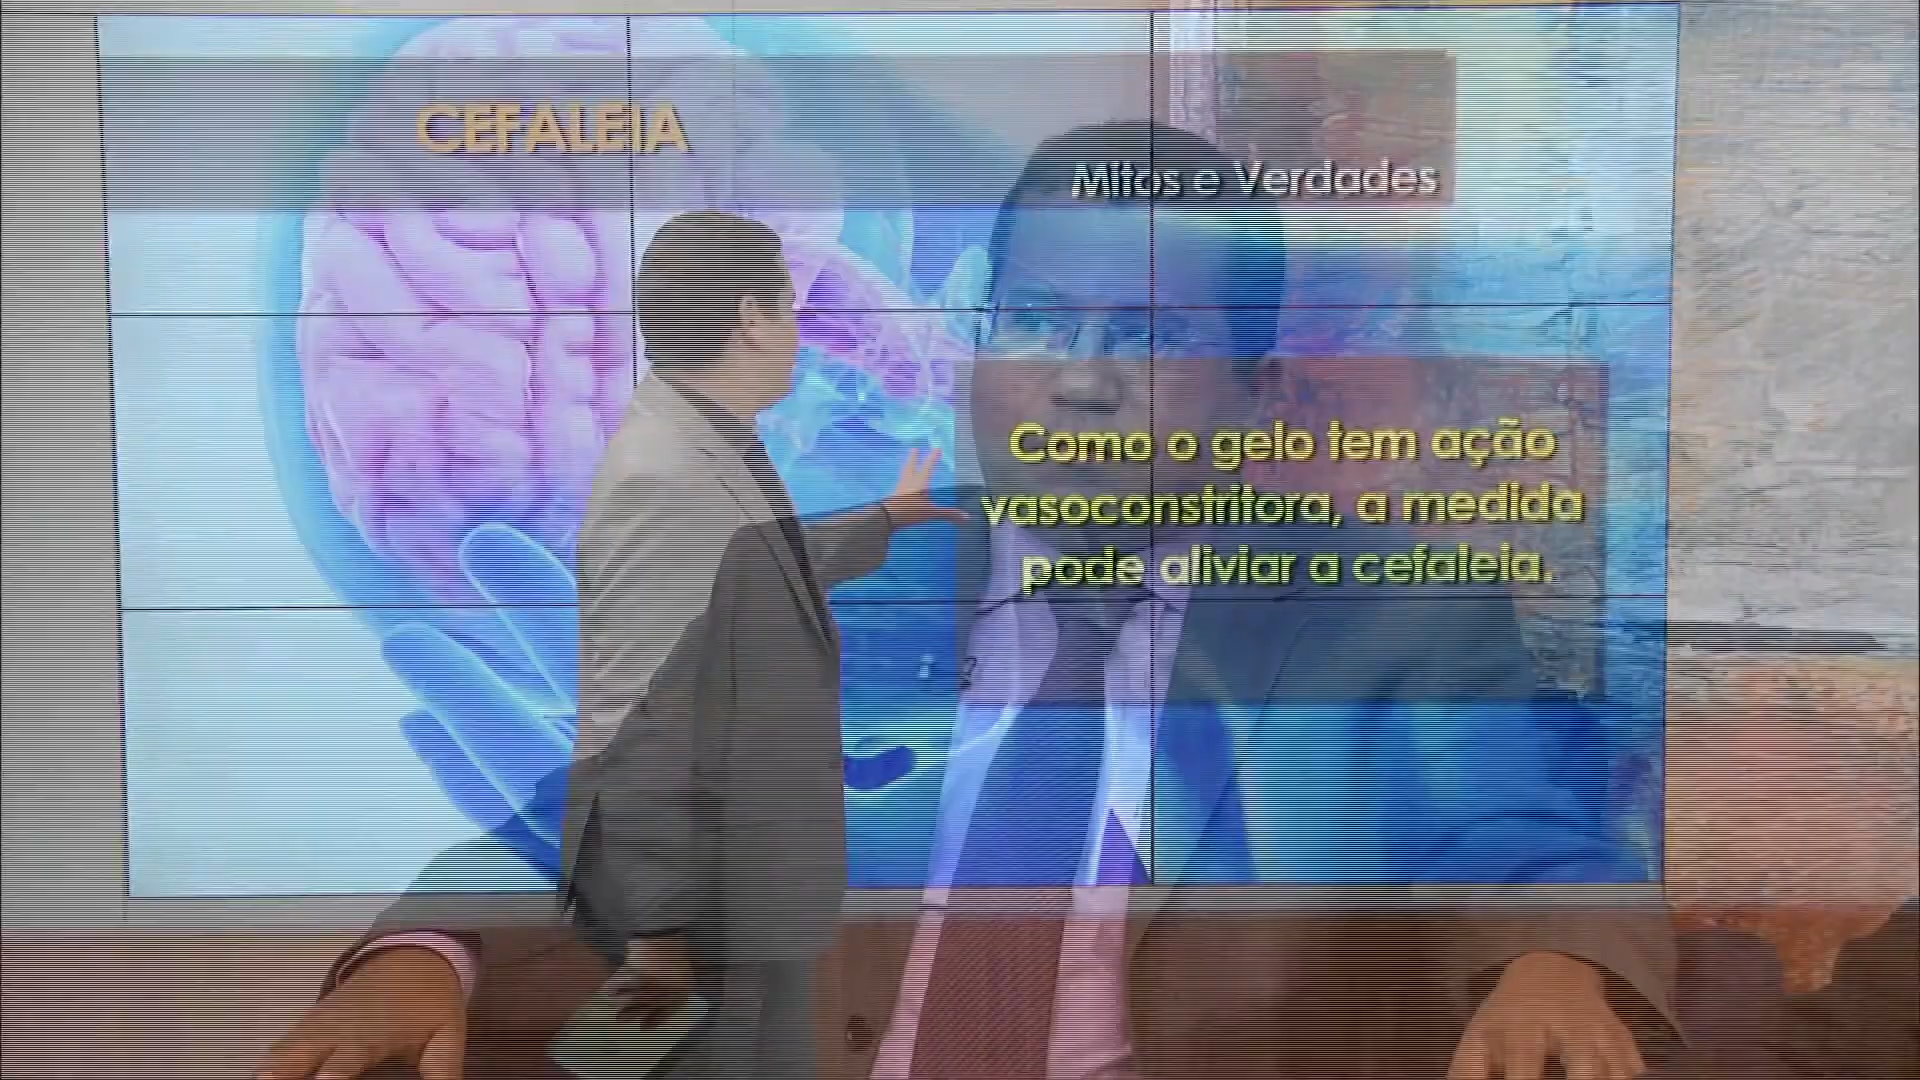 CEFALEIA
Mitos e Verdades
Como o gelo tem ação
vasoconstritora, a medida
pode aliviar a cefaleia.